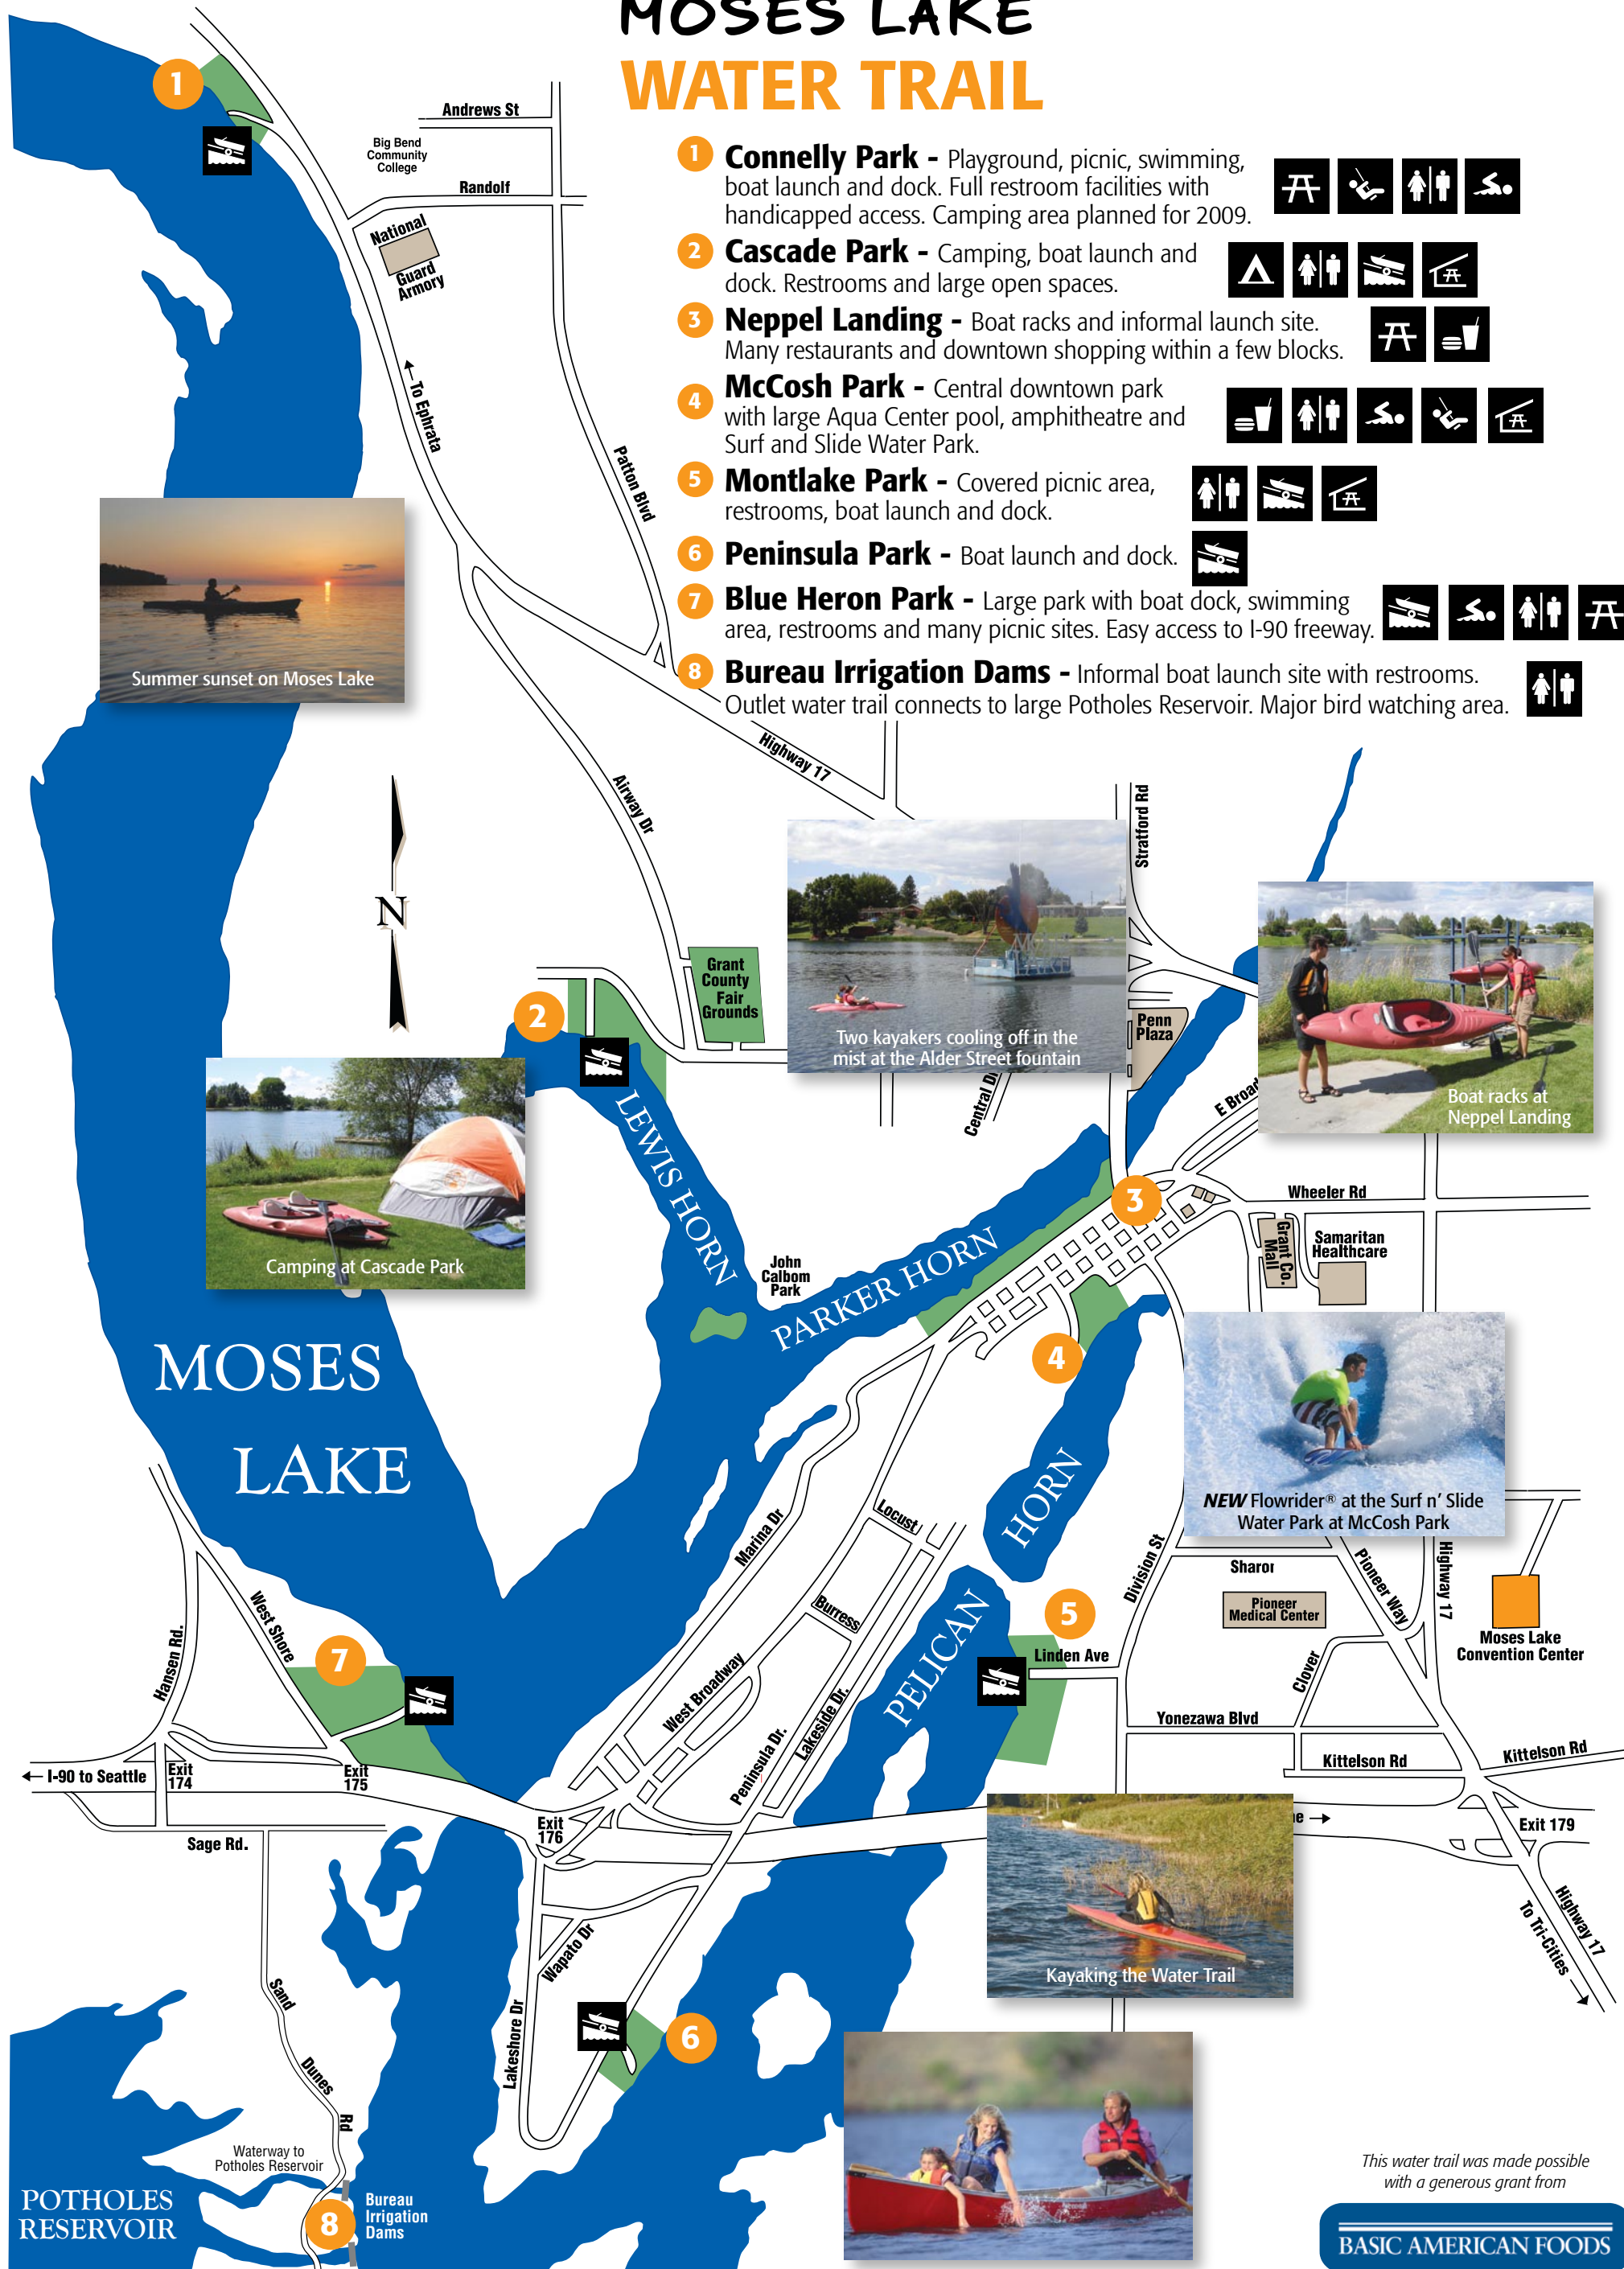 MOSES LAKE
WATER TRAIL
1 Connelly Park - Playground, picnic, swimming,
boat launch and dock. Full restroom facilities with
handicapped access. Camping area planned for 2009.
2 Cascade Park - Camping, boat launch and
dock. Restrooms and large open spaces.
3 Neppel Landing - Boat racks and informal launch site.
Many restaurants and downtown shopping within a few blocks.
4 McCosh Park - Central downtown park
with large Aqua Center pool, amphitheatre and
Surf and Slide Water Park.
5 Montlake Park - Covered picnic area,
restrooms, boat launch and dock.
6 Peninsula Park - Boat launch and dock.
7 Blue Heron Park - Large park with boat dock, swimming
area, restrooms and many picnic sites. Easy access to I-90 freeway.
8 Bureau Irrigation Dams - Informal boat launch site with restrooms.
Outlet water trail connects to large Potholes Reservoir. Major bird watching area.
1
Andrews St
Big Bend
Community
College
Randolf
National
Guard
Armory
To Ephrata
Patton Blvd
Summer sunset on Moses Lake
Highway 17
Airway Dr
Stratford Rd
N
Grant
County
Fair
Grounds
2
Two kayakers cooling off in the
mist at the Alder Street fountain
Penn
Plaza
Central D
E Broad
Boat racks at
Neppel Landing
Camping at Cascade Park
LEWIS HORN
3
Wheeler Rd
Grant Co.
Mall
Samaritan
Healthcare
John
Calbom
Park
PARKER HORN
4
MOSES
LAKE
NEW Flowrider® at the Surf n' Slide
Water Park at McCosh Park
HORN
Locust
Marina Dr
Division St
Sharon
Pioneer Way
Highway 17
Pioneer
Medical Center
Moses Lake
Convention Center
Burress
5
Linden Ave
PELICAN
West Shore
Hansen Rd.
7
West Broadway
Lakeside Dr.
Peninsula Dr.
Clover
Yonezawa Blvd
Kittelson Rd
Kittelson Rd
I-90 to Seattle
Exit
174
Exit
175
Exit
176
Exit 179
Sage Rd.
ne
Highway 17
To Tri-Cities
Wapato Dr
Lakeshore Dr
Kayaking the Water Trail
Sand
Dunes
Rd
6
Waterway to
Potholes Reservoir
POTHOLES
RESERVOIR
8
Bureau
Irrigation
Dams
This water trail was made possible
with a generous grant from
BASIC AMERICAN FOODS